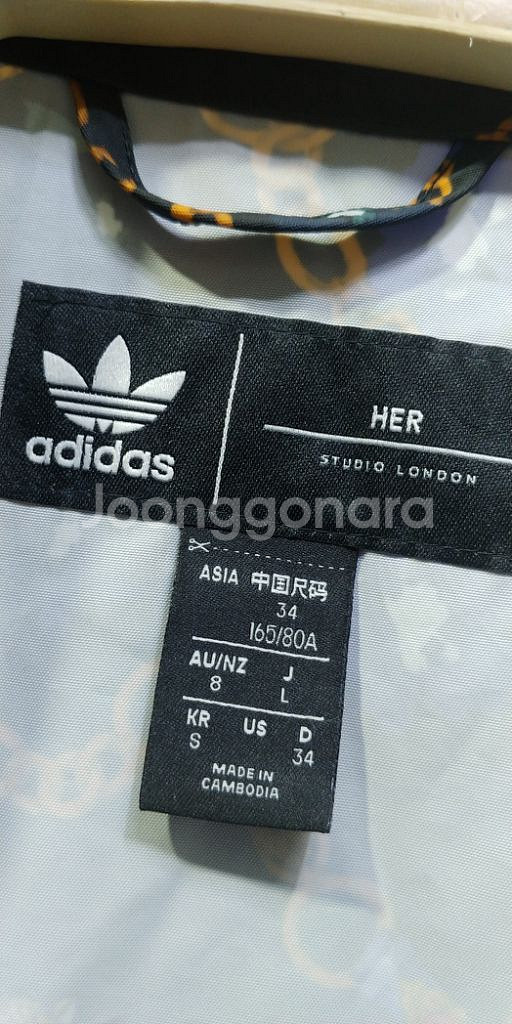 adidas
HER
STUDIO LONDON
Joonggonara
ASIA 中国尺码
34
165/80A
AU/NZ J
8 L
KR US D
S 34
MADE IN
CAMBODIA